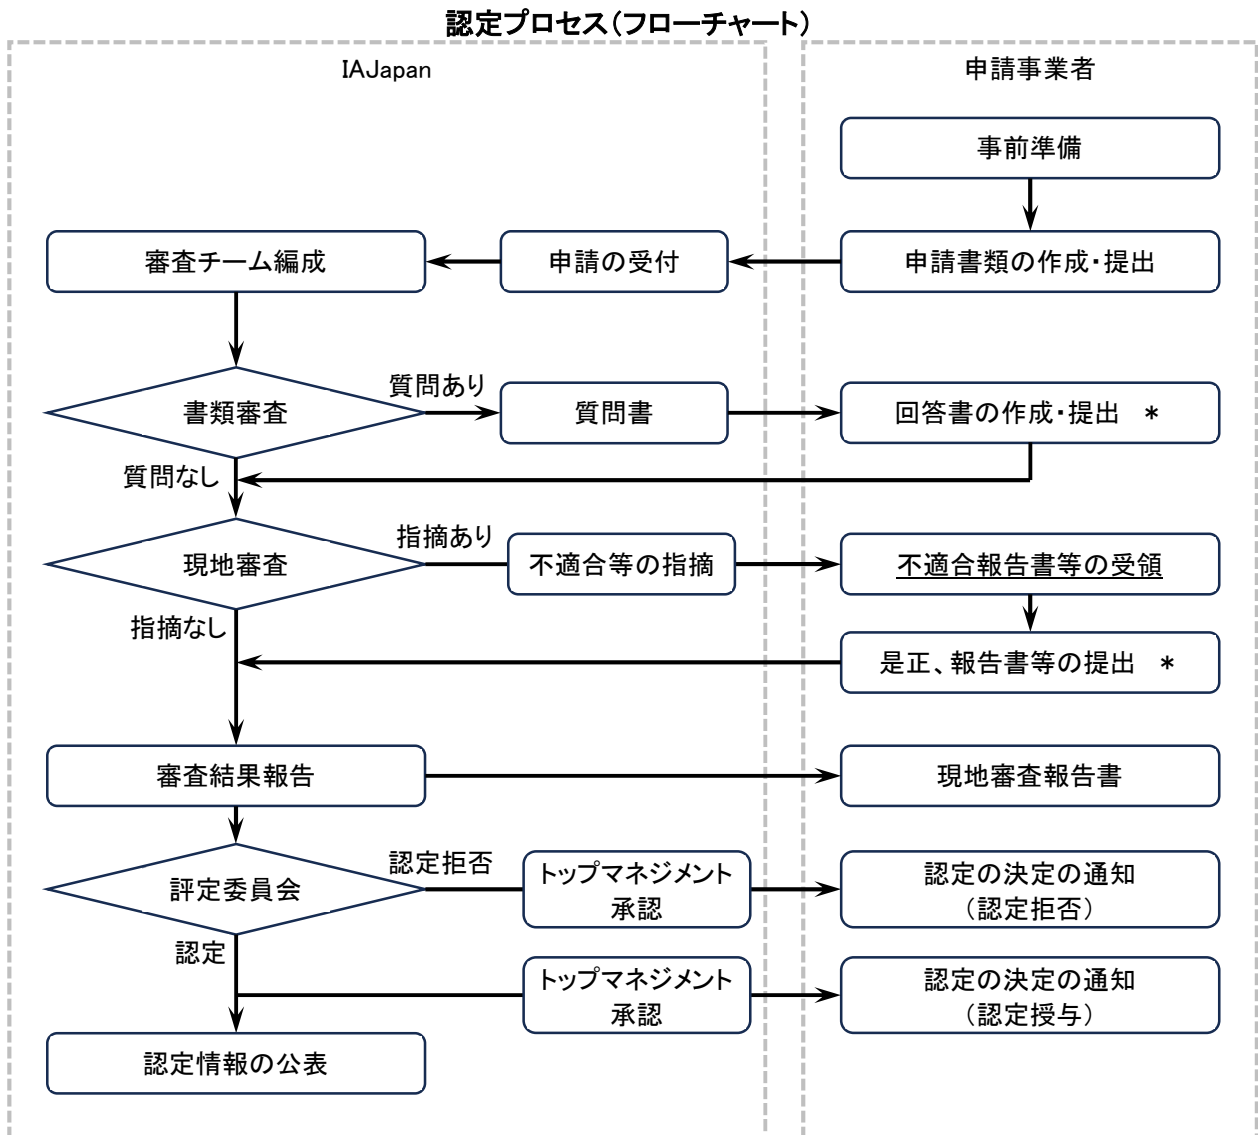 認定プロセス(フローチャート)
IAJapan
申請事業者
事前準備
審査チーム編成
申請の受付
申請書類の作成・提出
書類審査
質問あり
質問書
回答書の作成・提出 *
質問なし
現地審査
指摘あり
不適合等の指摘
不適合報告書等の受領
指摘なし
是正、報告書等の提出 *
審査結果報告
現地審査報告書
評定委員会
認定拒否
トップマネジメント
承認
認定の決定の通知
(認定拒否)
認定
トップマネジメント
承認
認定の決定の通知
(認定授与)
認定情報の公表